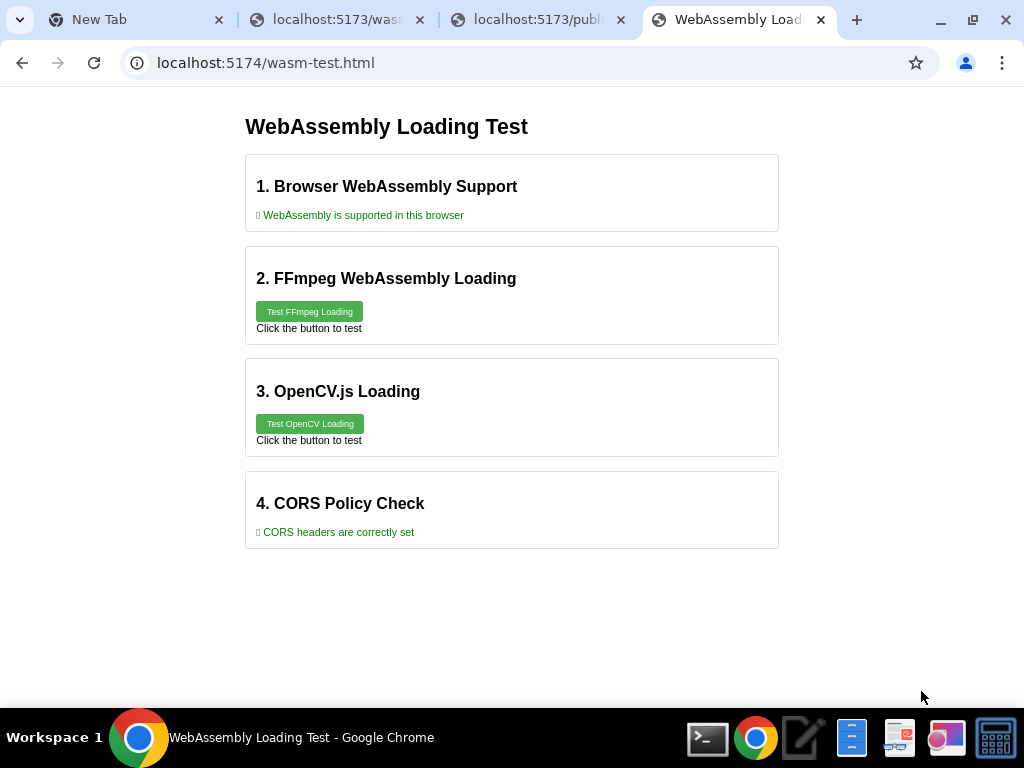 New Tab
localhost:5173/wasm
localhost:5173/publi
WebAssembly Load
localhost:5174/wasm-test.html
WebAssembly Loading Test
1. Browser WebAssembly Support
WebAssembly is supported in this browser
2. FFmpeg WebAssembly Loading
Test FFmpeg Loading
Click the button to test
3. OpenCV.js Loading
Test OpenCV Loading
Click the button to test
4. CORS Policy Check
CORS headers are correctly set
Workspace 1
WebAssembly Loading Test - Google Chrome